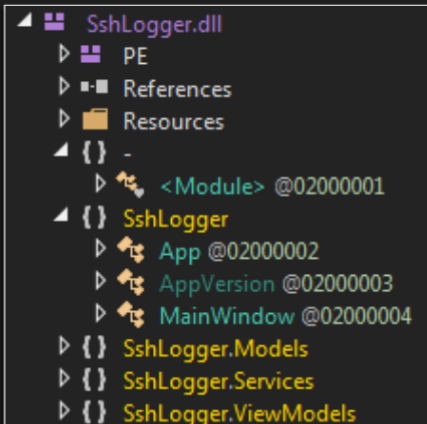 SshLogger.dll
PE
References
Resources
{} -
<Module> @02000001
{} SshLogger
App @02000002
AppVersion @02000003
MainWindow @02000004
{} SshLogger.Models
{} SshLogger.Services
{} SshLogger.ViewModels